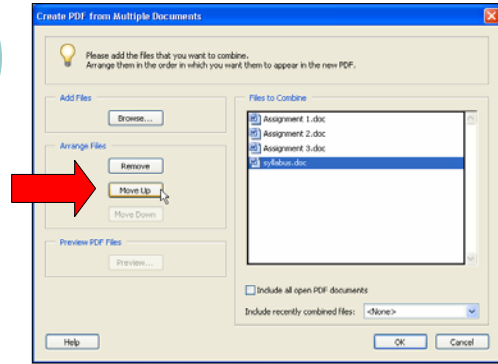 Create PDF from Multiple Documents
Please add the files that you want to combine.
Arrange them in the order in which you want them to appear in the new PDF.
Add Files
Browse...
Arrange Files
Remove
Move Up
Move Down
Preview PDF Files
Preview...
Files to Combine
Assignment 1.doc
Assignment 2.doc
Assignment 3.doc
syllabus.doc
Include all open PDF documents
Include recently combined files: <None>
Help
OK
Cancel